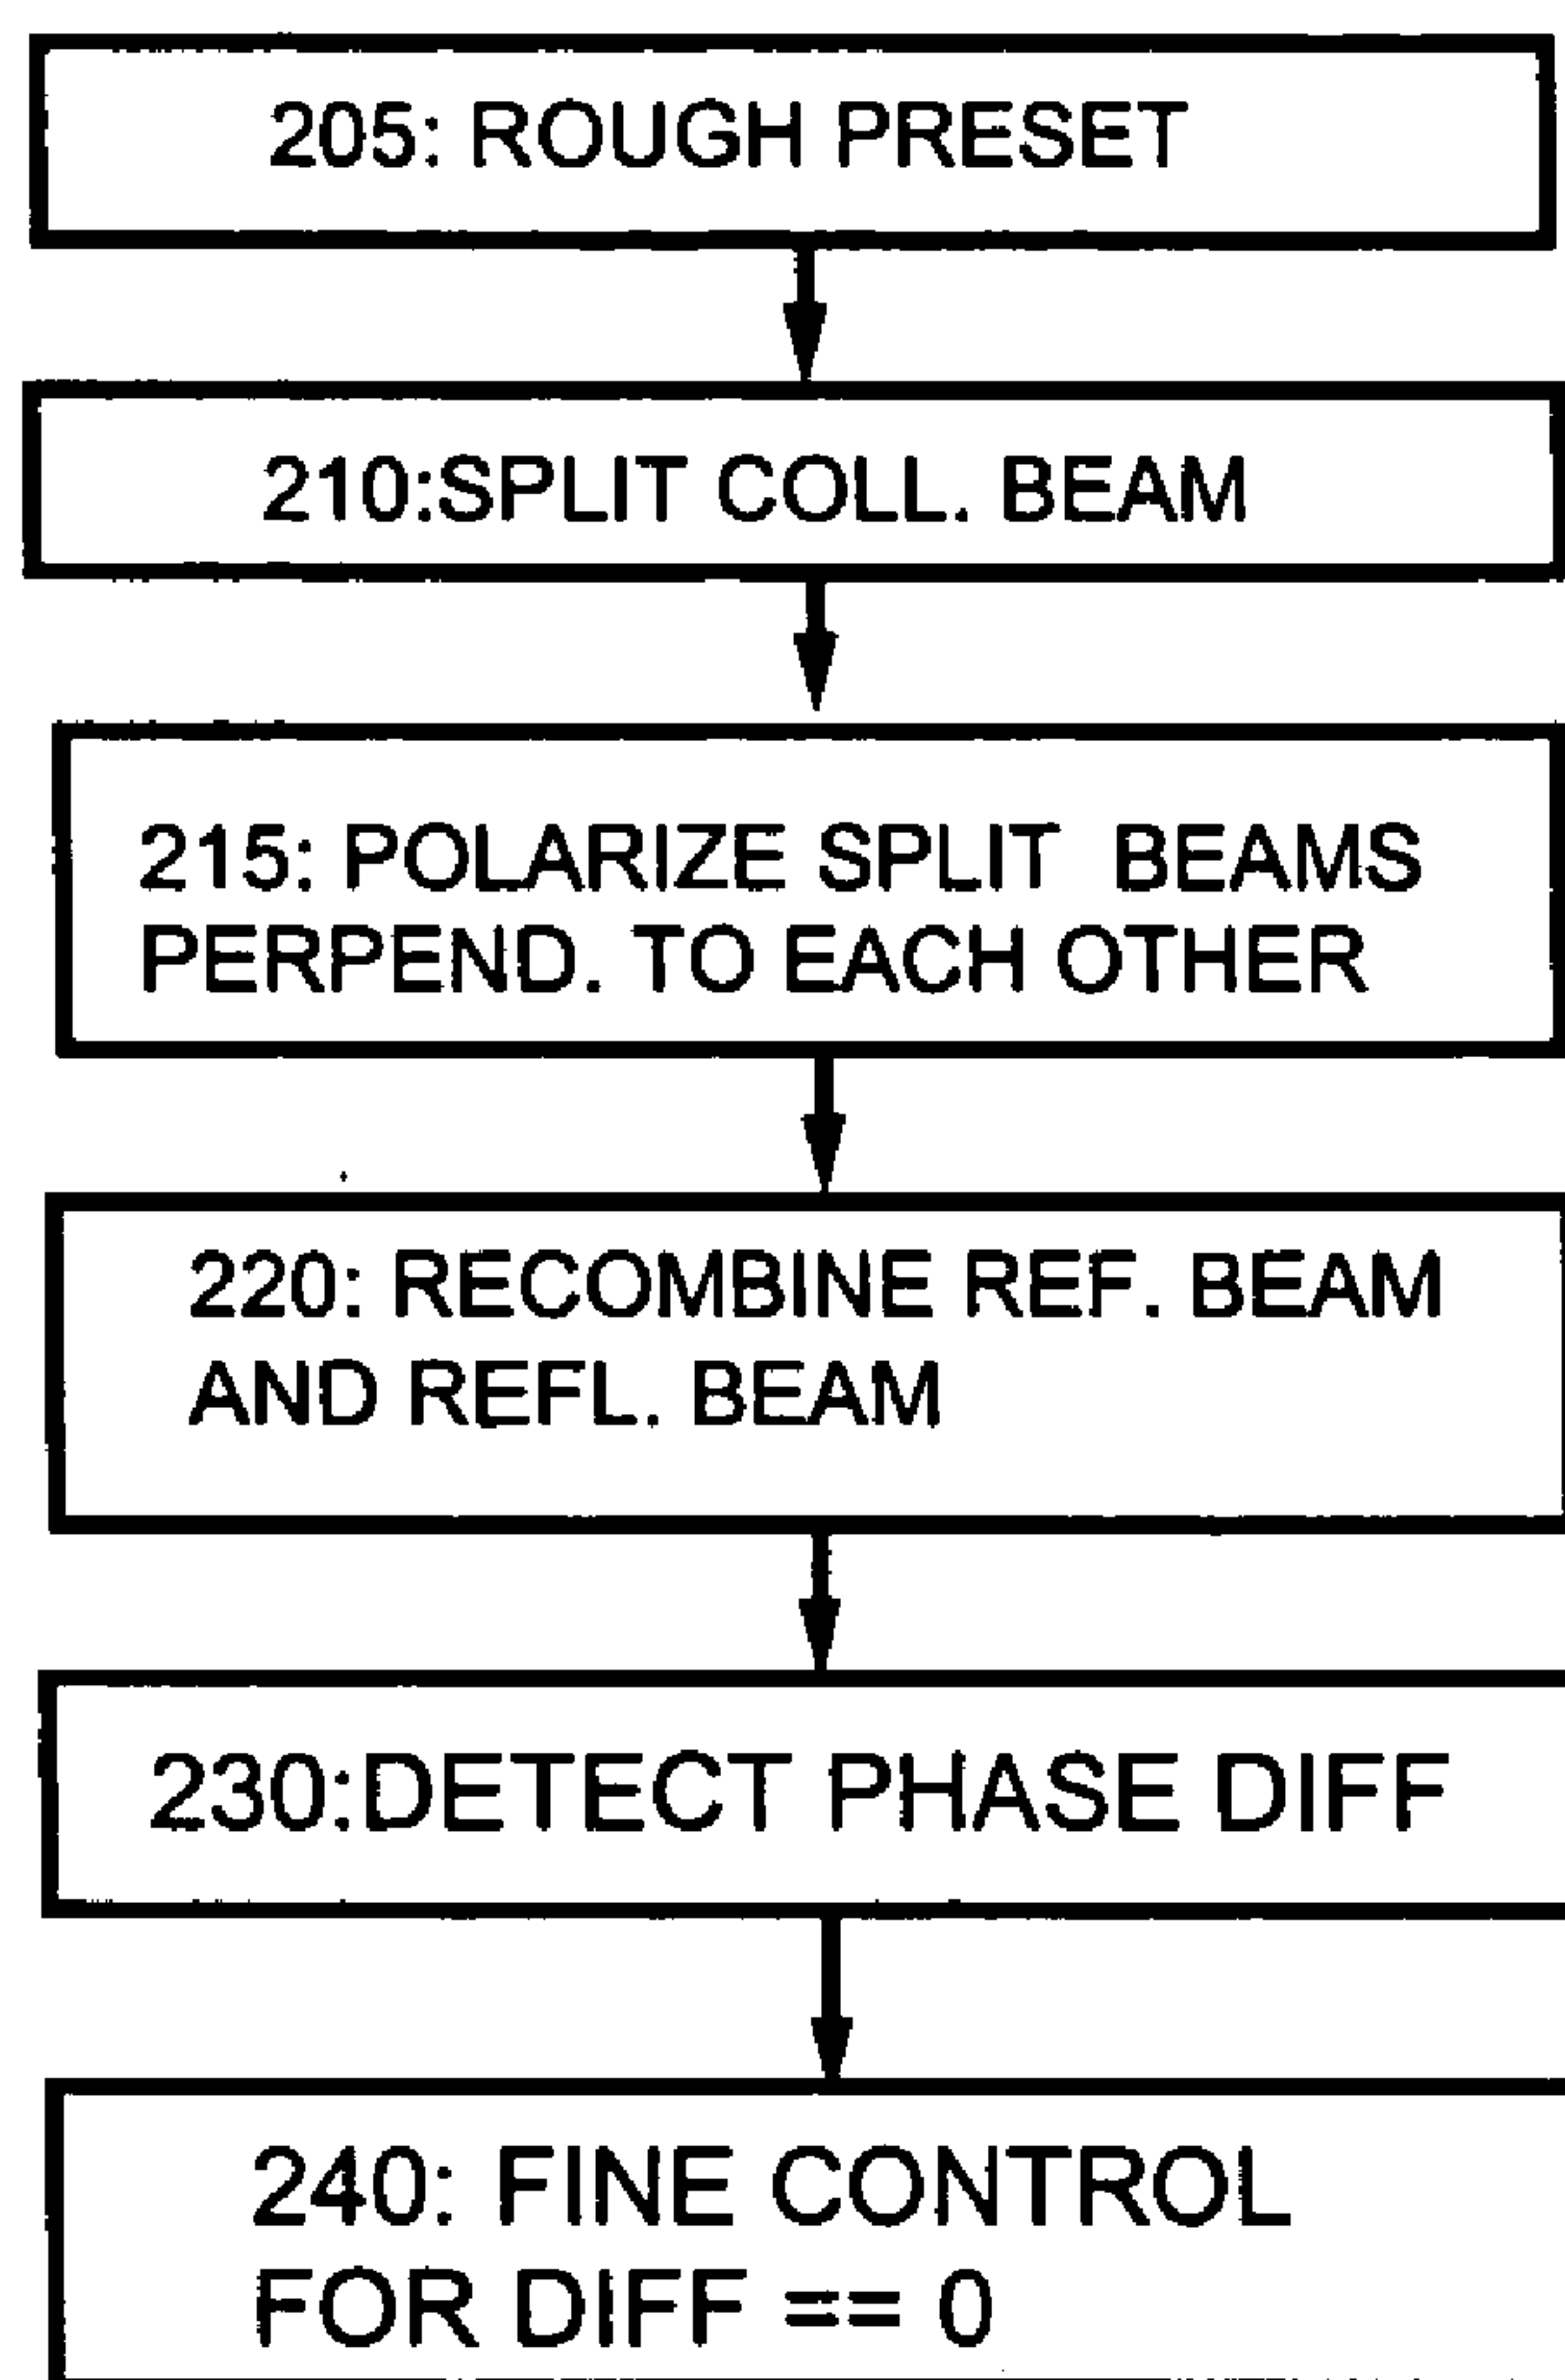 205: ROUGH PRESET
210:SPLIT COLL. BEAM
215: POLARIZE SPLIT BEAMS
PERPEND. TO EACH OTHER
220: RECOMBINE REF. BEAM
AND REFL. BEAM
230:DETECT PHASE DIFF
240: FINE CONTROL
FOR DIFF == 0